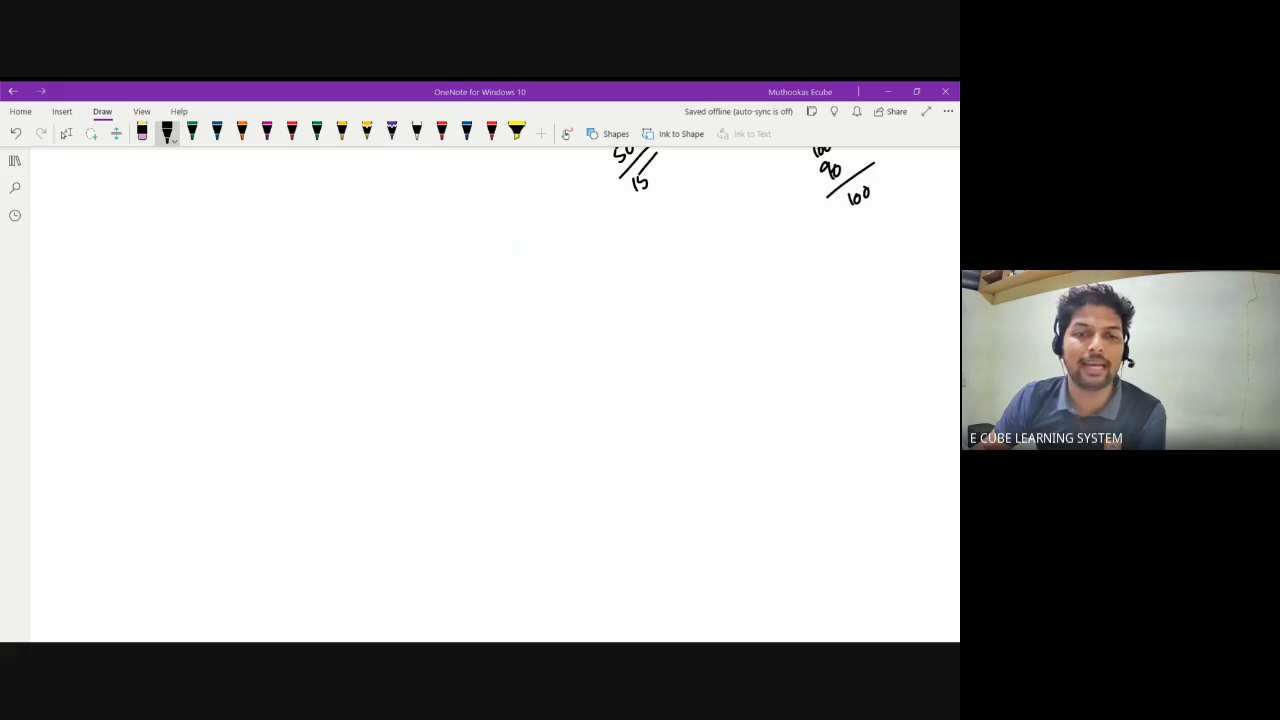 OneNote for Windows 10
Muthookas Ecube
Home Insert Draw View Help
Saved offline (auto-sync is off)
Share
Shapes
Ink to Shape
Ink to Text
50
15
100
90
100
E CUBE LEARNING SYSTEM